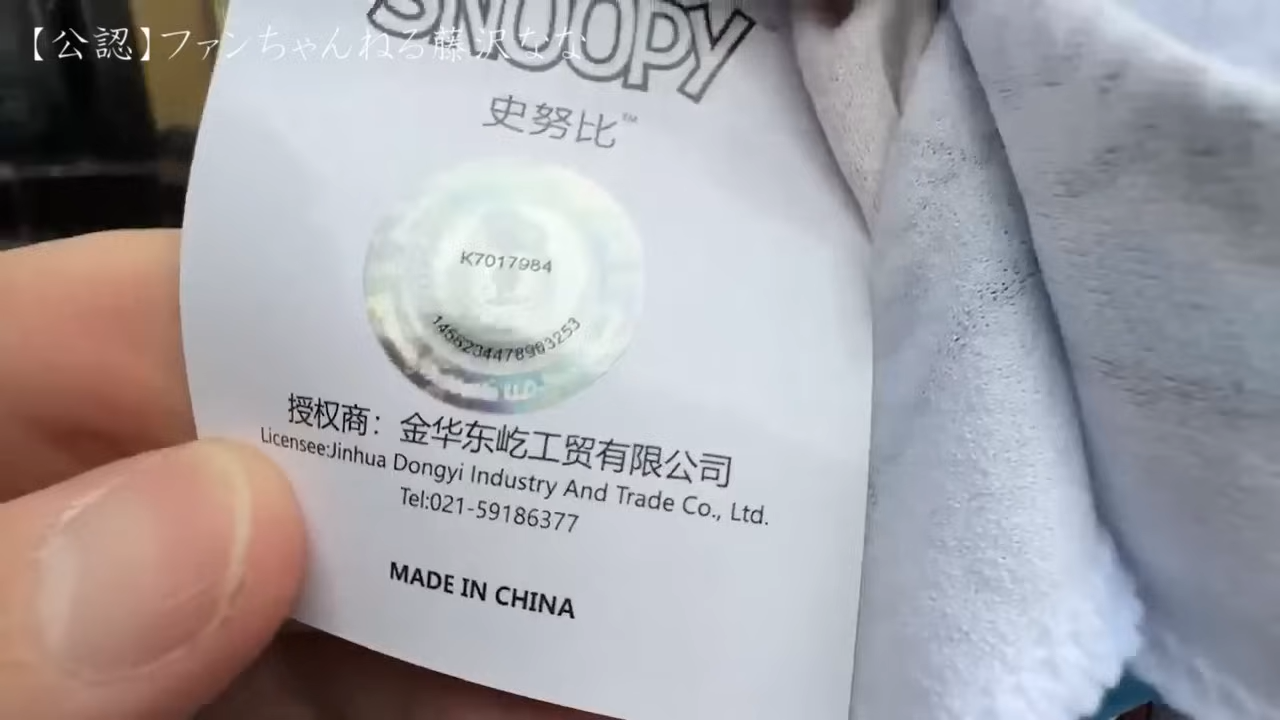 【公認】ファンちゃんねる藤沢なな
SNOOPY
史努比™
K7017984
授权商：金华东屹工贸有限公司
Licensee:Jinhua Dongyi Industry And Trade Co., Ltd.
Tel:021-59186377
MADE IN CHINA